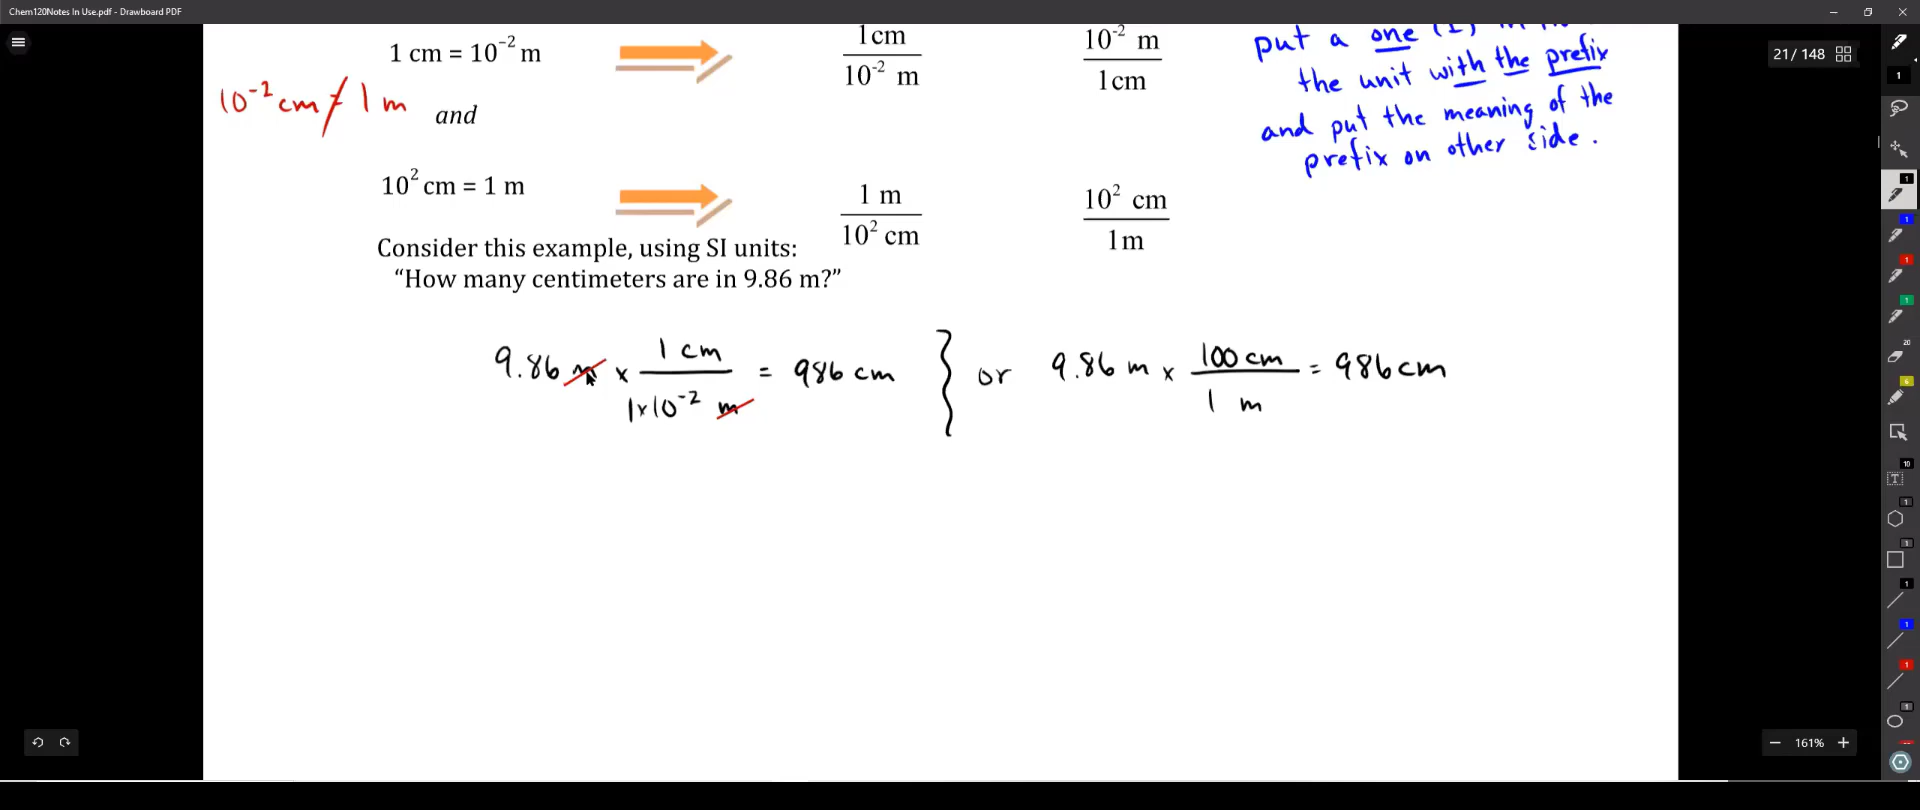 Chem120Notes In Use.pdf - Drawboard PDF
21 / 148
1 cm = 10⁻² m
1cm
10⁻² m
10⁻² m
1cm
put a one (1)
the unit with the prefix
and put the meaning of the
prefix on other side.
10⁻² cm ≠ 1 m
and
10² cm = 1 m
1 m
10² cm
10² cm
1m
Consider this example, using SI units:
“How many centimeters are in 9.86 m?”
9.86 m × 1 cm / 1×10⁻² m = 986 cm } or 9.86 m × 100 cm / 1 m = 986 cm
161%